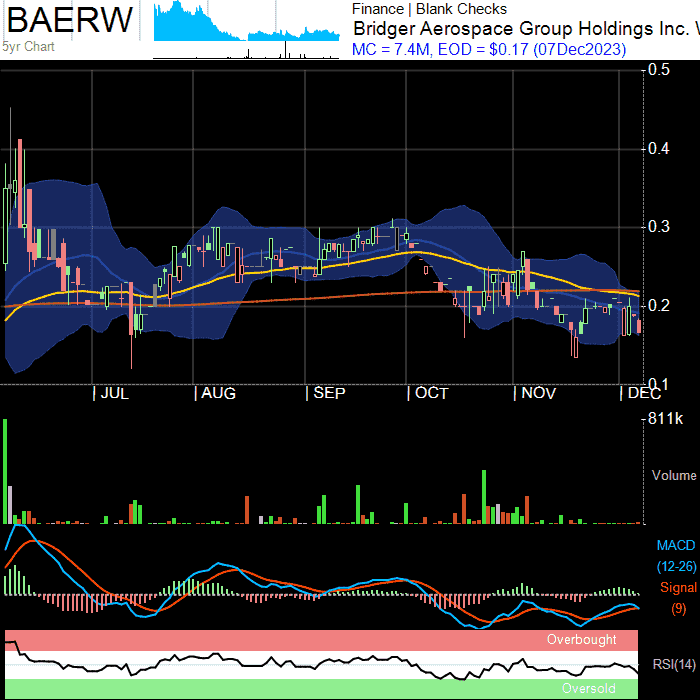 BAERW
5yr Chart
Finance | Blank Checks
Bridger Aerospace Group Holdings Inc. W
MC = 7.4M, EOD = $0.17 (07Dec2023)
0.5
0.4
0.3
0.2
0.1
| JUL | AUG | SEP | OCT | NOV | DEC
811k
Volume
MACD
(12-26)
Signal
(9)
Overbought
RSI(14)
Oversold